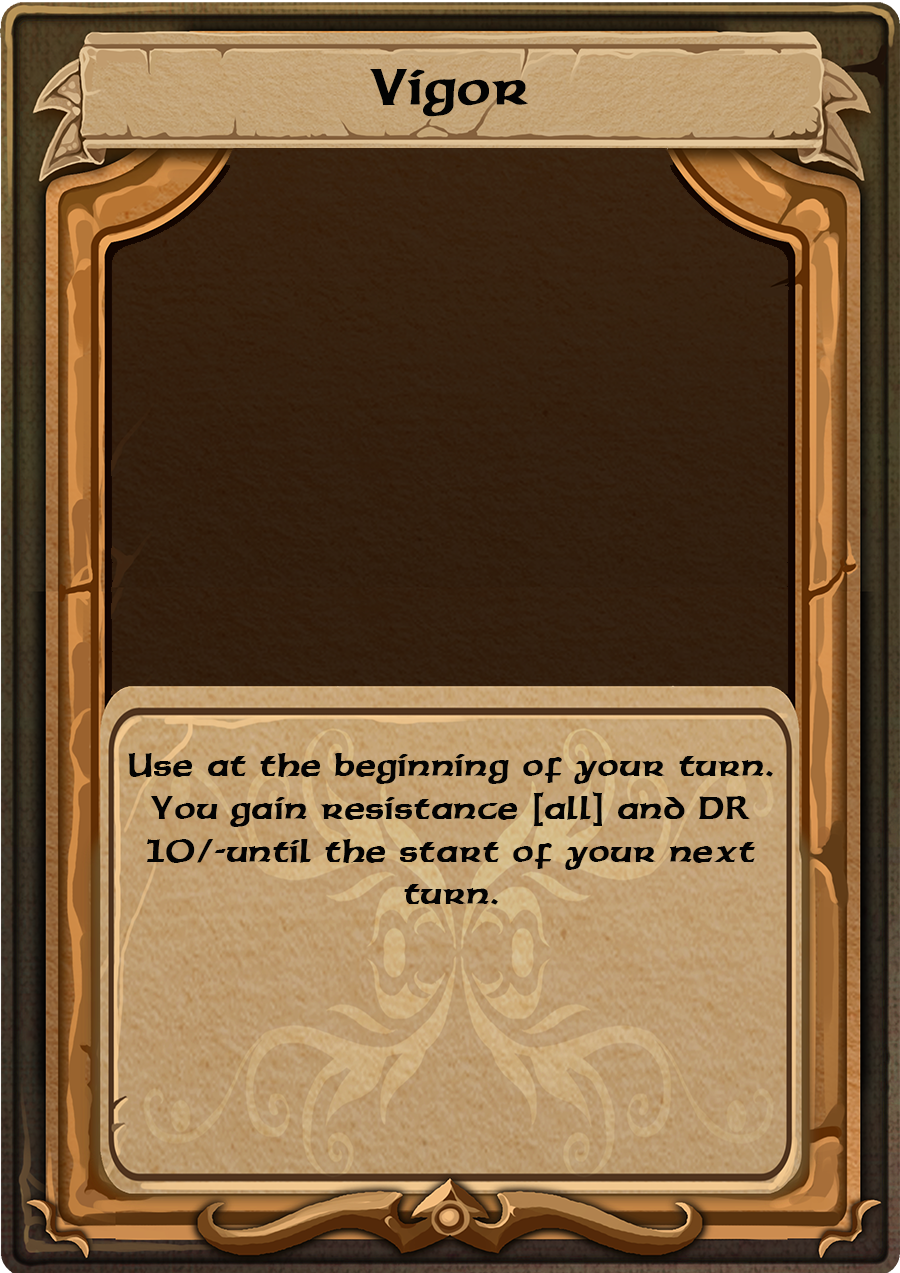 Vigor
Use at the beginning of your turn.
You gain resistance [all] and DR
10/-until the start of your next
turn.